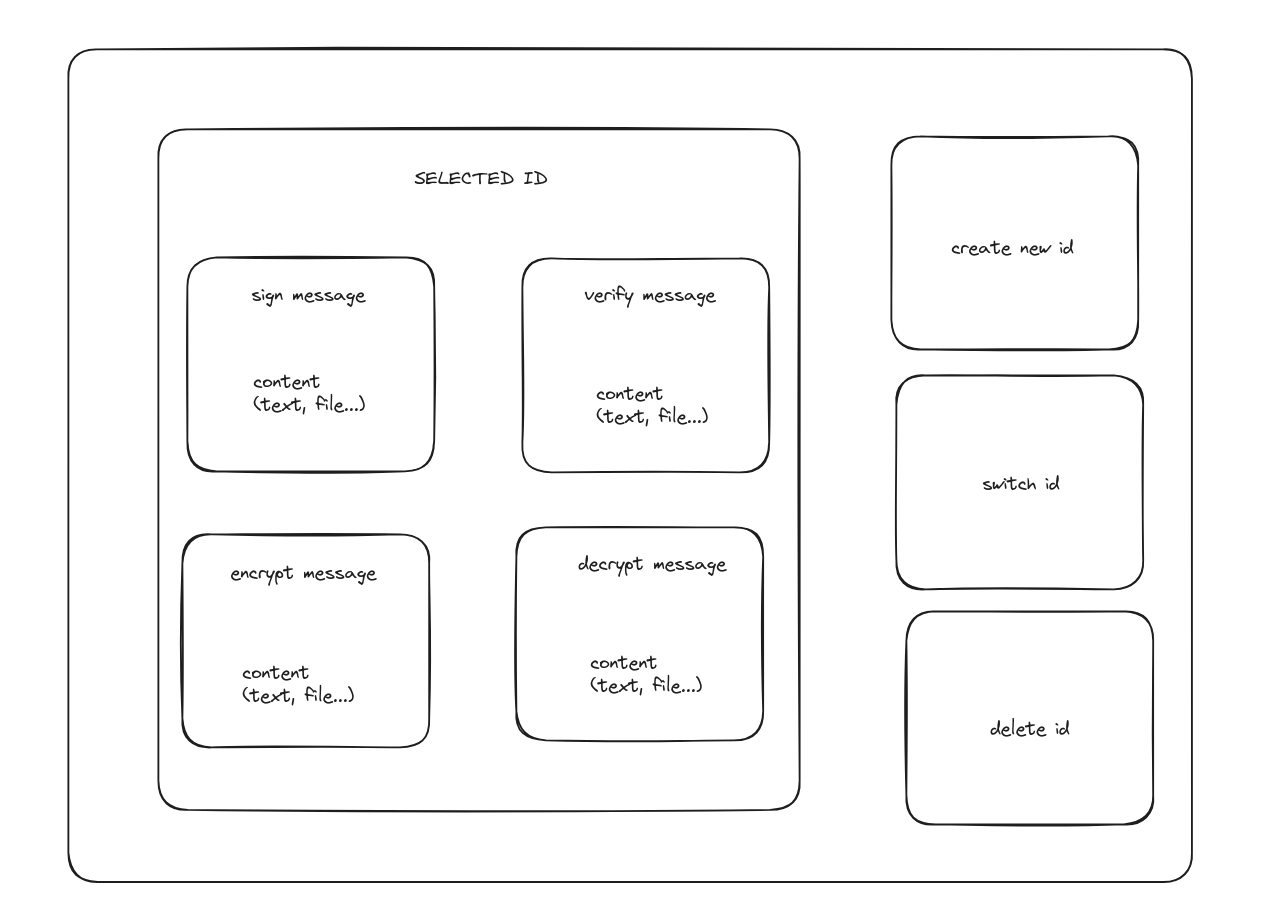 SELECTED ID
sign message
content
(text, file...)
verify message
content
(text, file...)
encrypt message
content
(text, file...)
decrypt message
content
(text, file...)
create new id
switch id
delete id